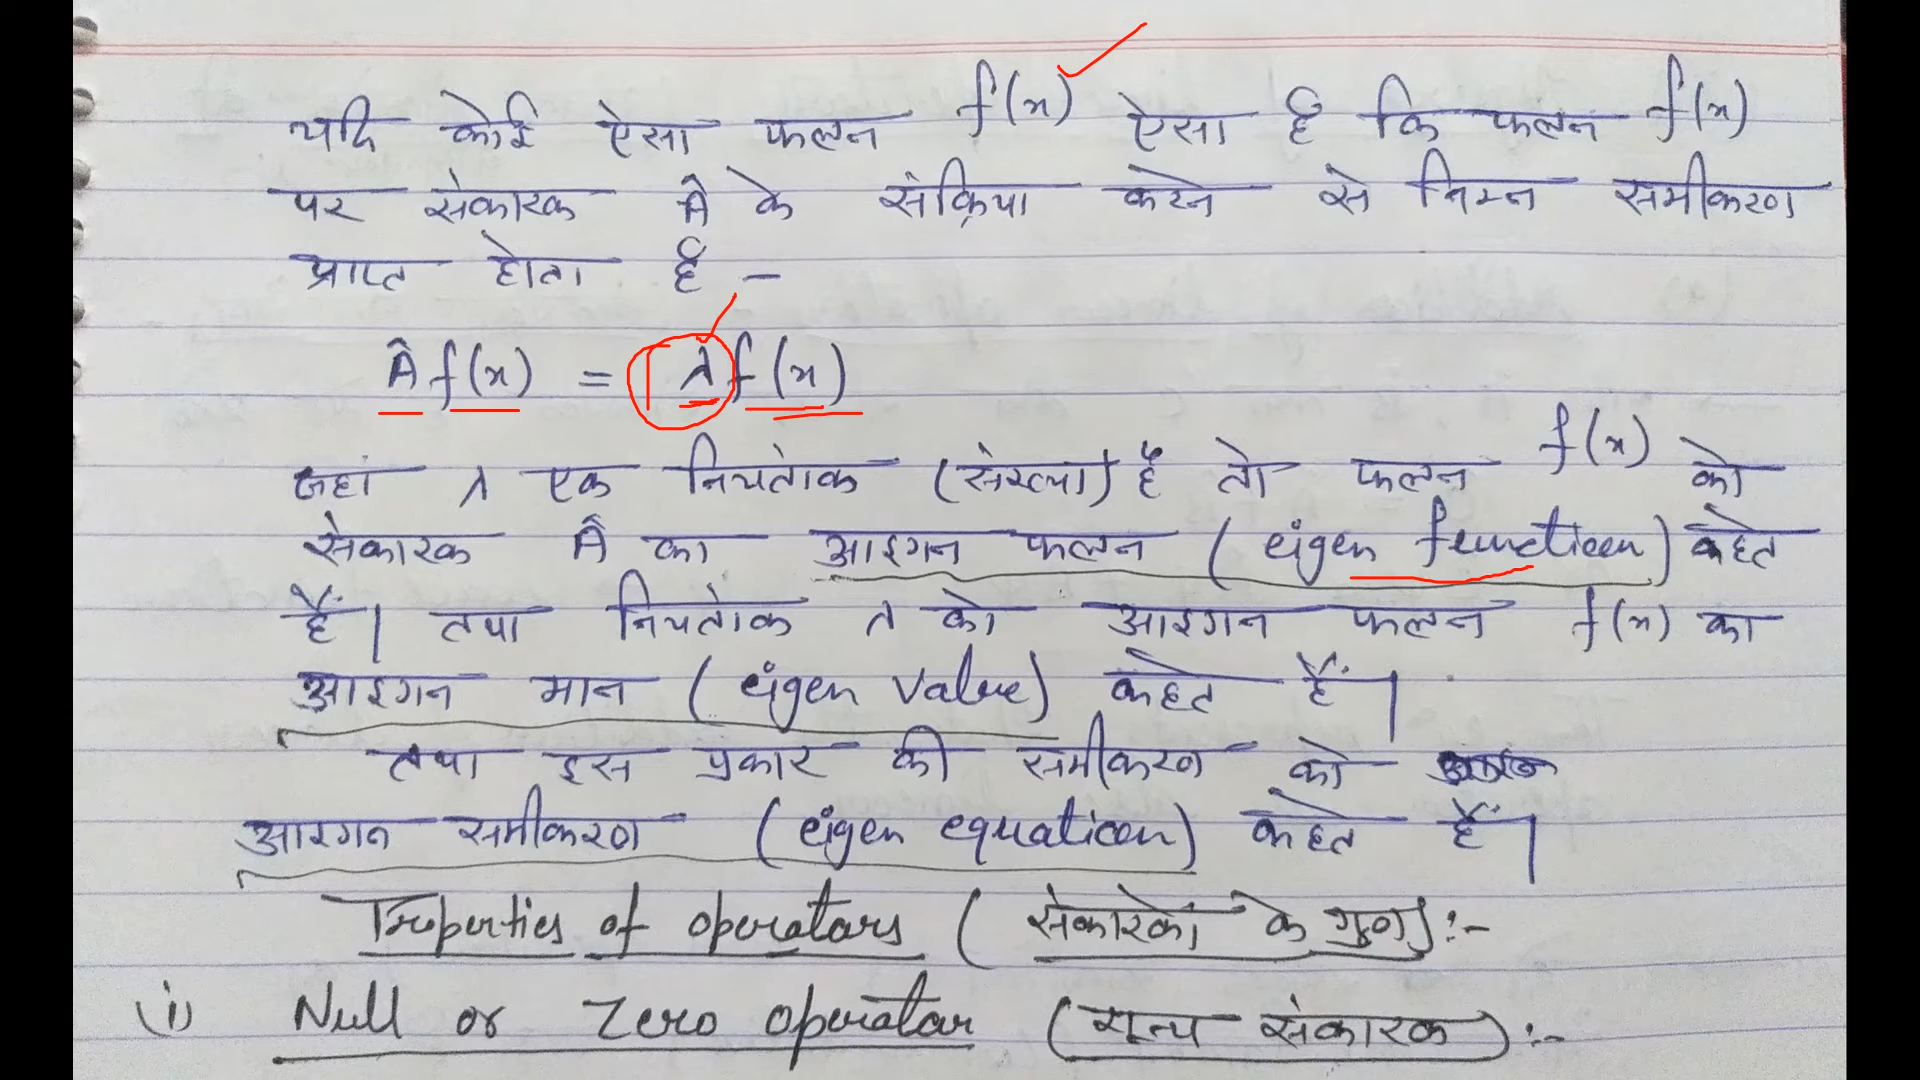 यदि कोई ऐसा फलन f(x) ऐसा है कि फलन f(x)
पर संकारक Â के संक्रिया करने से निम्न समीकरण
प्राप्त होता है -
Â f(x) = λ f(x)
जहां λ एक नियतांक (संख्या) है तो फलन f(x) को
संकारक Â का आइगन फलन (eigen function) कहते
हैं। तथा नियतांक λ को आइगन फलन f(x) का
आइगन मान (eigen value) कहते हैं।
तथा इस प्रकार की समीकरण को
आइगन समीकरण (eigen equation) कहते हैं।
Properties of operators (संकारकों के गुण) :-
(i) Null or Zero operator (शून्य संकारक) :-